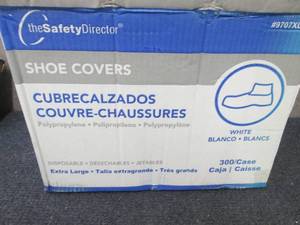 theSafetyDirector®
#9707XL
SHOE COVERS
CUBRECALZADOS
COUVRE-CHAUSSURES
Polypropylene • Polipropileno • Polypropylène
WHITE
BLANCO • BLANCS
DISPOSABLE • DESECHABLES • JETABLES
Extra Large • Talla extragrande • Très grands
300/Case
Caja / Caisse